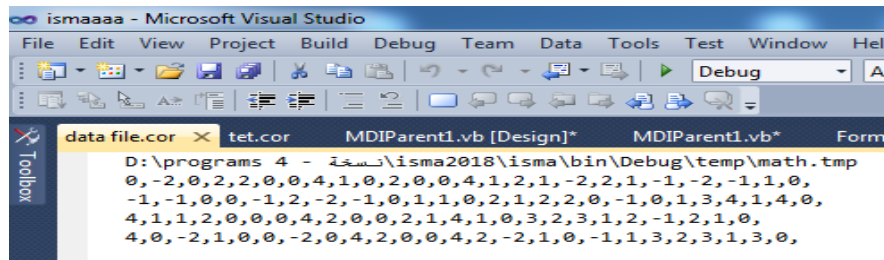 ismaaaa - Microsoft Visual Studio
File Edit View Project Build Debug Team Data Tools Test Window Hel
Debug
A
data file.cor tet.cor MDIParent1.vb [Design]* MDIParent1.vb* Form
Toolbox
D:\programs 4 - نسخة\isma2018\isma\bin\Debug\temp\math.tmp
0,-2,0,2,2,0,0,4,1,0,2,0,0,4,1,2,1,-2,2,1,-1,-2,-1,1,0,
-1,-1,0,0,-1,2,-2,-1,0,1,1,0,2,1,2,2,0,-1,0,1,3,4,1,4,0,
4,1,1,2,0,0,0,4,2,0,0,2,1,4,1,0,3,2,3,1,2,-1,2,1,0,
4,0,-2,1,0,0,-2,0,4,2,0,0,4,2,-2,1,0,-1,1,3,2,3,1,3,0,